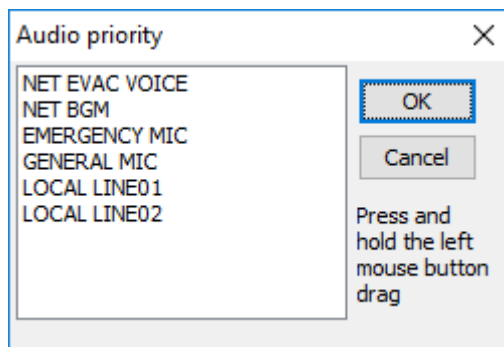 Audio priority
NET EVAC VOICE
NET BGM
EMERGENCY MIC
GENERAL MIC
LOCAL LINE01
LOCAL LINE02
OK
Cancel
Press and
hold the left
mouse button
drag